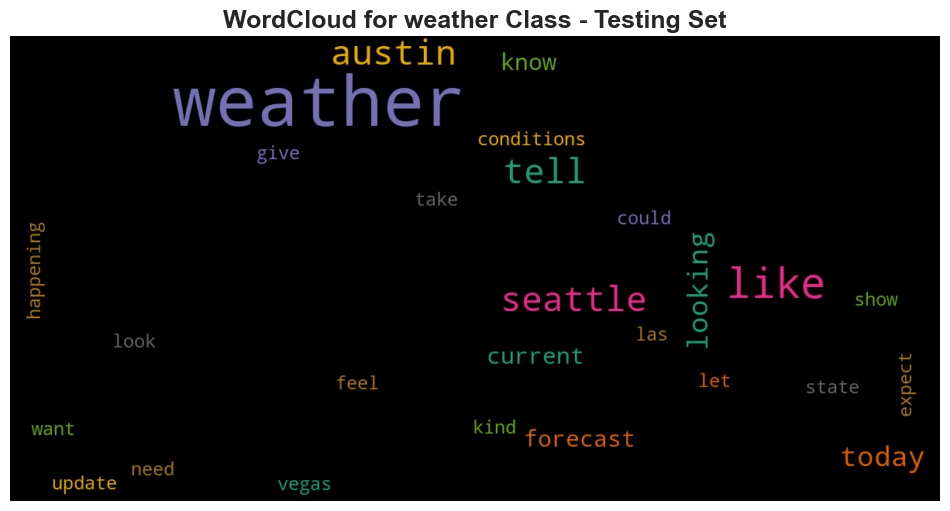 WordCloud for weather Class - Testing Set
austin
know
weather
conditions
give
tell
take
could
happening
looking
like
seattle
show
las
look
current
expect
feel
let
state
want
kind
forecast
today
need
update
vegas